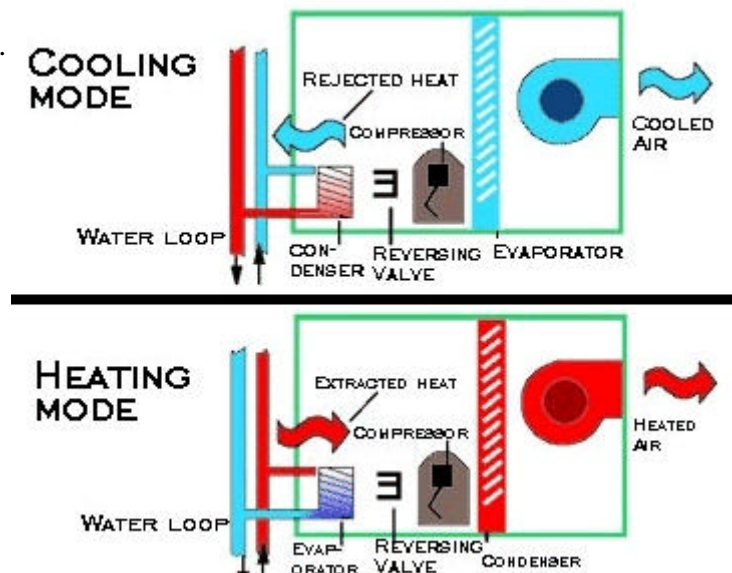 COOLING
MODE
REJECTED HEAT
COMPRESSOR
COOLED
AIR
WATER LOOP
CON-
DENSER
REVERSING
VALVE
EVAPORATOR
HEATING
MODE
EXTRACTED HEAT
COMPRESSOR
HEATED
AIR
WATER LOOP
EVAP-
ORATOR
REVERSING
VALVE
CONDENSER